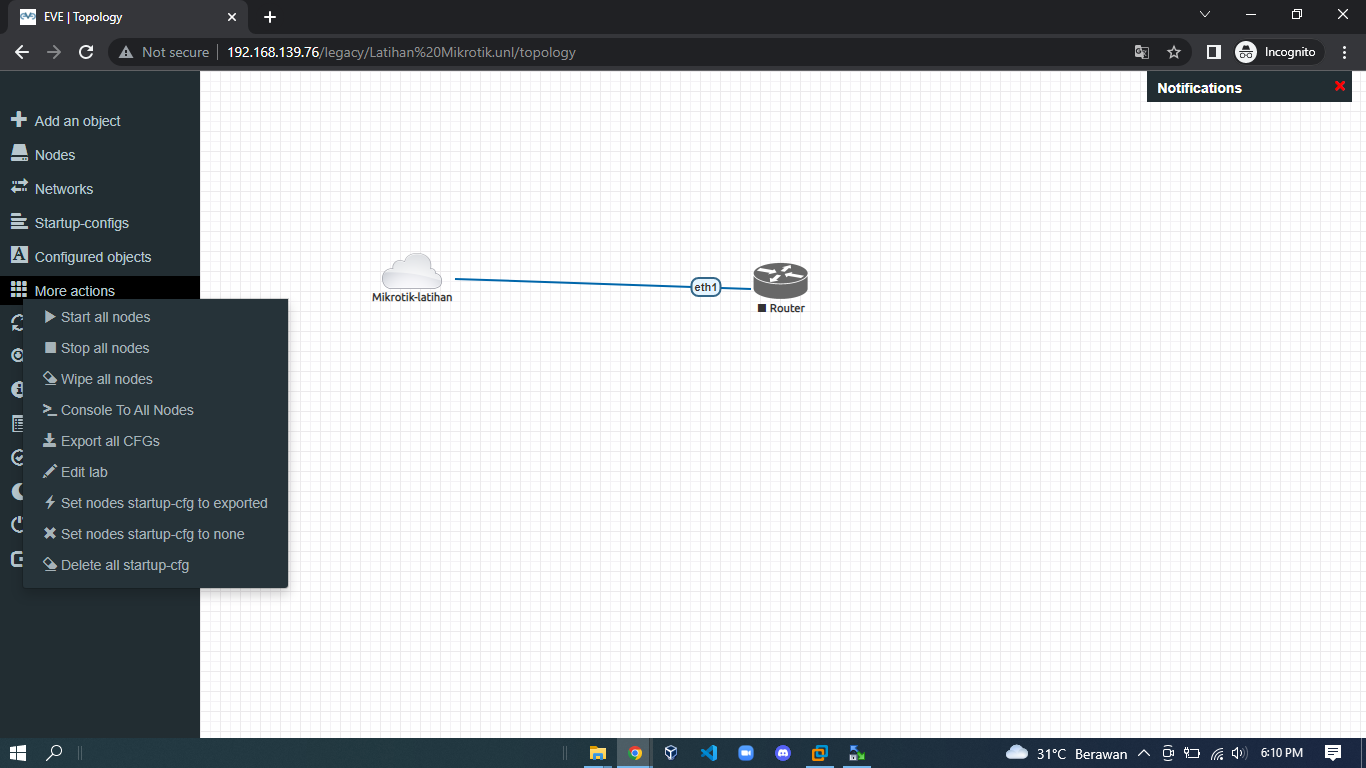 EVE | Topology
Not secure
192.168.139.76/legacy/Latihan%20Mikrotik.unl/topology
Incognito
Notifications
Add an object
Nodes
Networks
Startup-configs
Configured objects
More actions
Start all nodes
Stop all nodes
Wipe all nodes
Console To All Nodes
Export all CFGs
Edit lab
Set nodes startup-cfg to exported
Set nodes startup-cfg to none
Delete all startup-cfg
Mikrotik-latihan
eth1
Router
31°C Berawan
6:10 PM